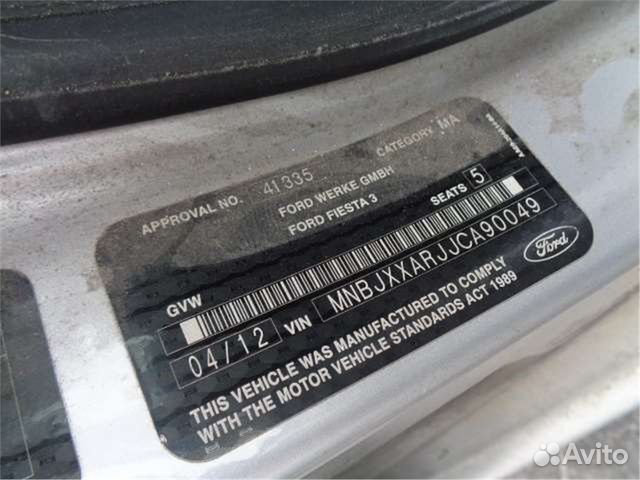 APPROVAL NO. 41335 CATEGORY MA
FORD WERKE GMBH
FORD FIESTA 3 SEATS 5
GVW
04/12 VIN MNBJXXARJJCA90049
THIS VEHICLE WAS MANUFACTURED TO COMPLY
WITH THE MOTOR VEHICLE STANDARDS ACT 1989
Ford
Avito